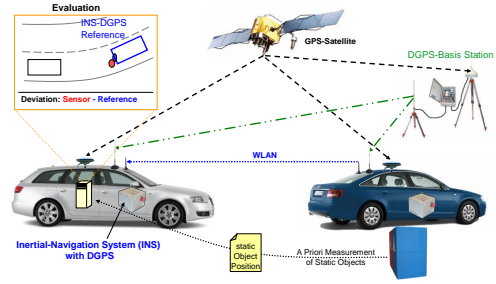 Evaluation
INS-DGPS
Reference
Deviation: Sensor - Reference
GPS-Satellite
DGPS-Basis Station
WLAN
Inertial-Navigation System (INS)
with DGPS
static
Object
Position
A Priori Measurement
of Static Objects